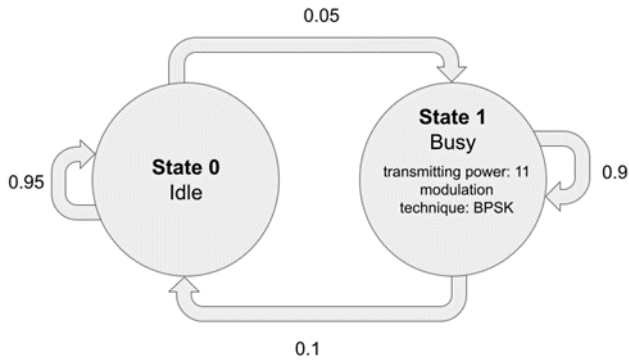 0.05
State 0
Idle
0.95
State 1
Busy
transmitting power: 11
modulation
technique: BPSK
0.9
0.1